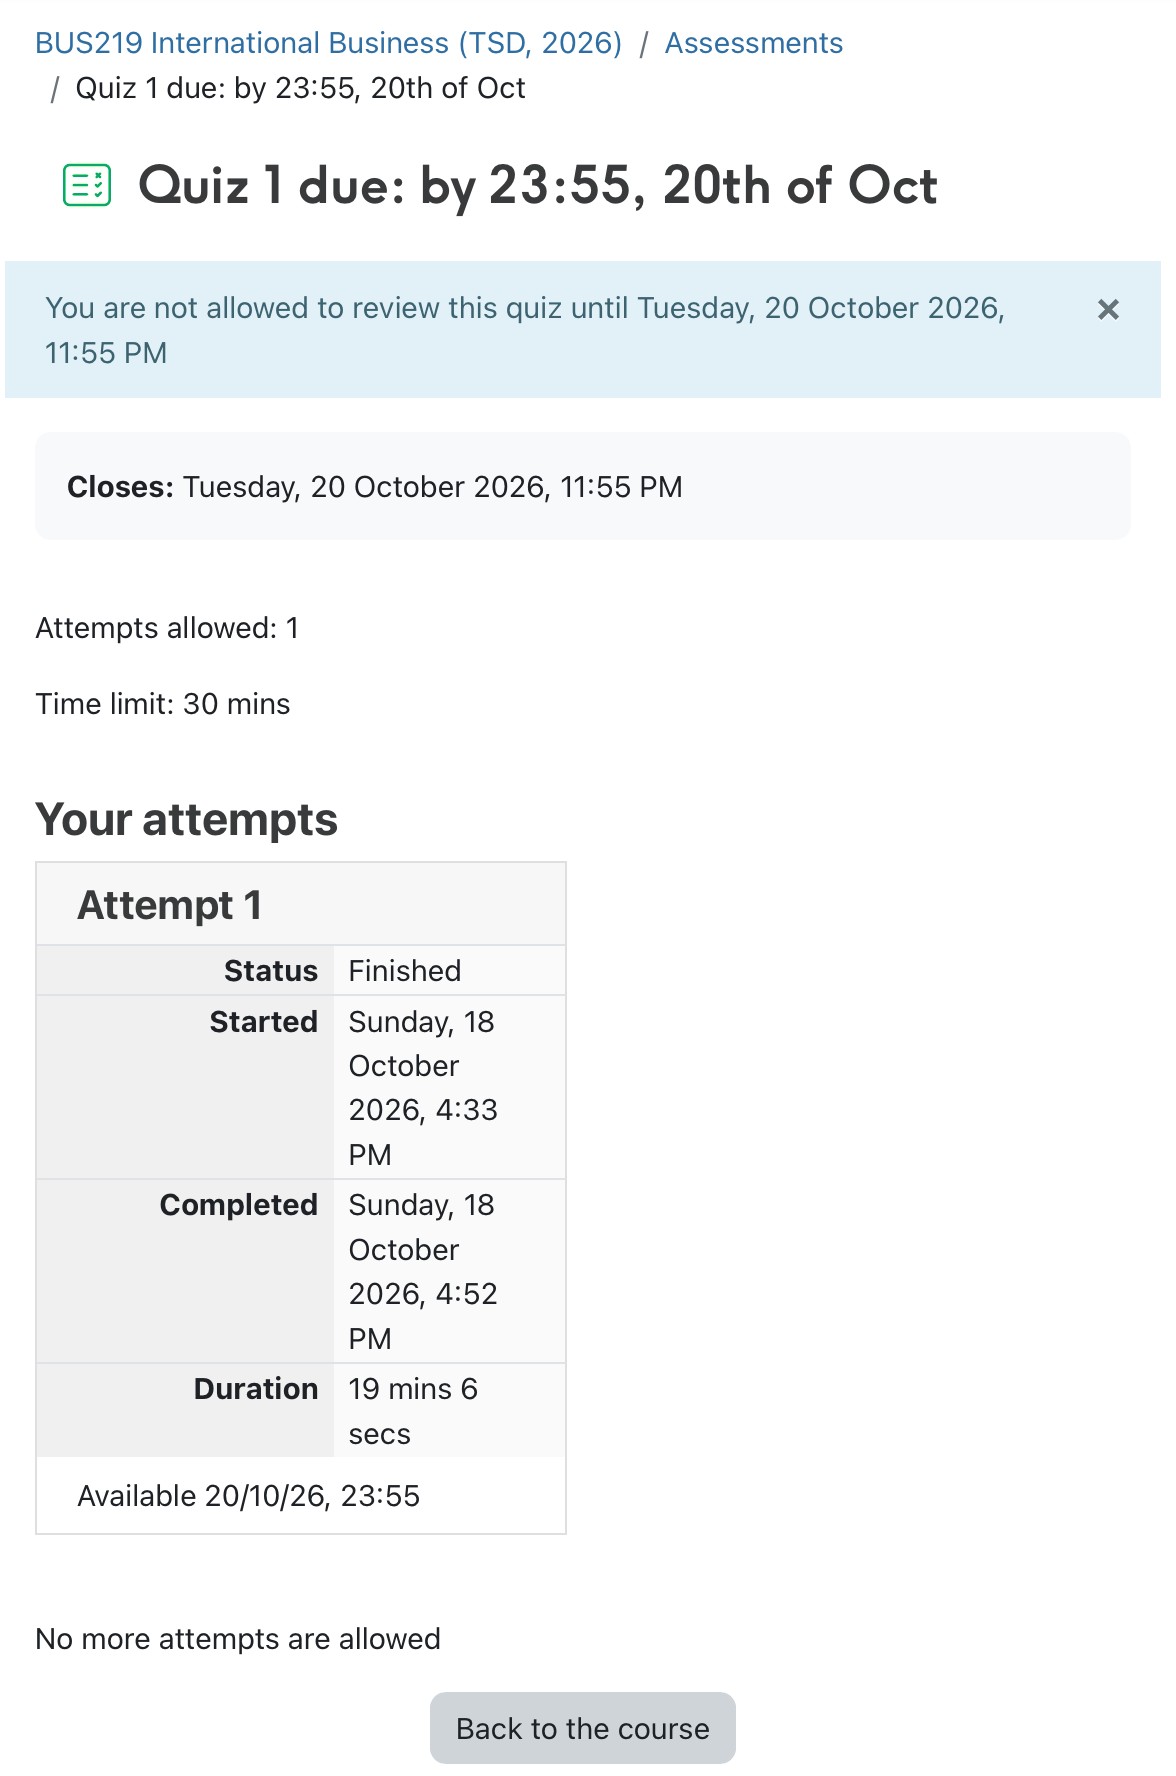 BUS219 International Business (TSD, 2026) / Assessments
/ Quiz 1 due: by 23:55, 20th of Oct
Quiz 1 due: by 23:55, 20th of Oct
You are not allowed to review this quiz until Tuesday, 20 October 2026,
11:55 PM
×
Closes: Tuesday, 20 October 2026, 11:55 PM
Attempts allowed: 1
Time limit: 30 mins
Your attempts
Attempt 1
Status Finished
Started Sunday, 18
October
2026, 4:33
PM
Completed Sunday, 18
October
2026, 4:52
PM
Duration 19 mins 6
secs
Available 20/10/26, 23:55
No more attempts are allowed
Back to the course